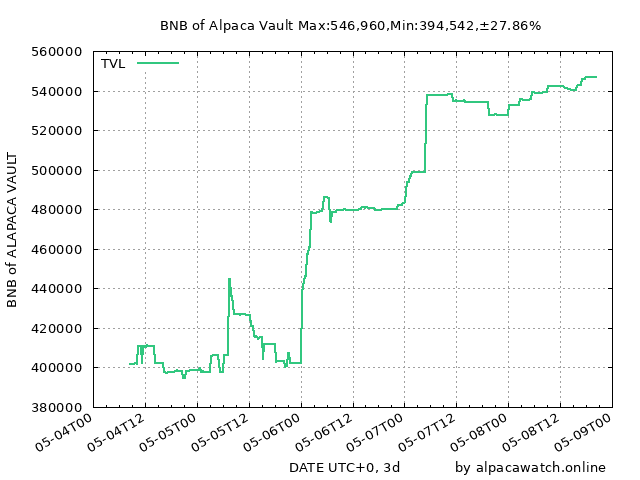 BNB of Alpaca Vault Max:546,960,Min:394,542,±27.86%
TVL
BNB of ALAPACA VAULT
560000
540000
520000
500000
480000
460000
440000
420000
400000
380000
05-04T00 05-04T12 05-05T00 05-05T12 05-06T00 05-06T12 05-07T00 05-07T12 05-08T00 05-08T12 05-09T00
DATE UTC+0, 3d by alpacawatch.online